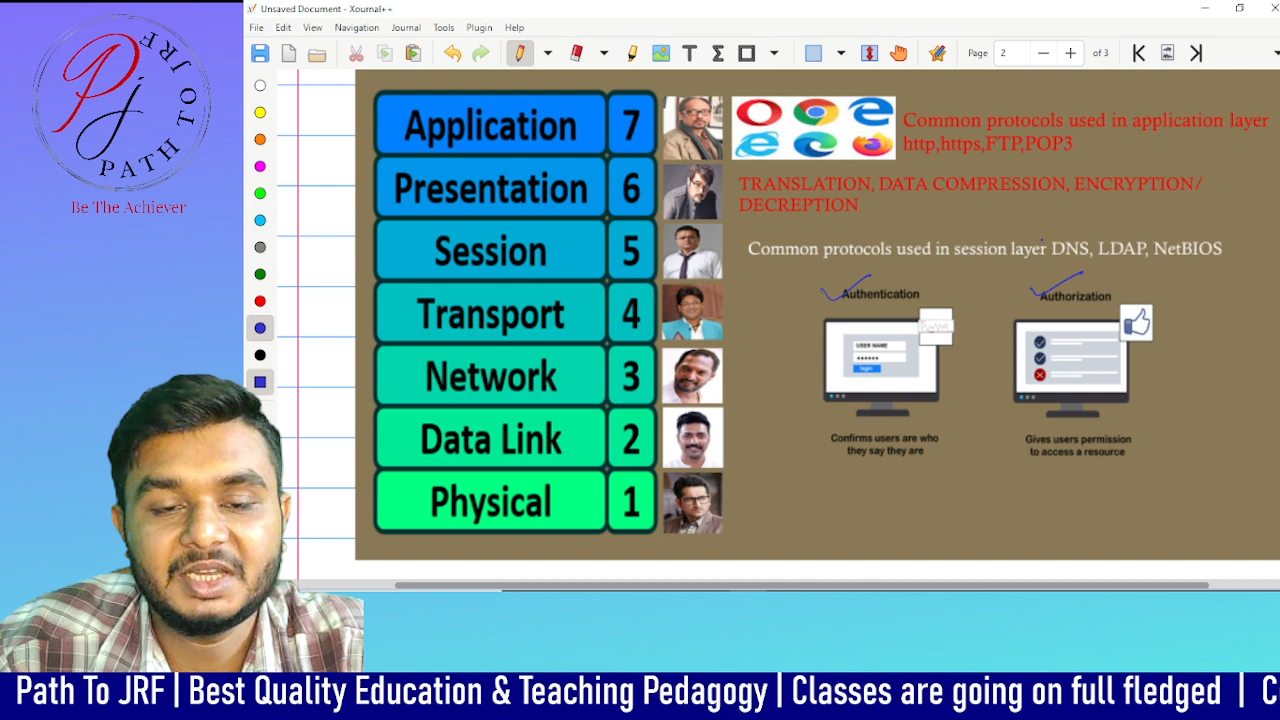 Unsaved Document - Xournal++
File Edit View Navigation Journal Tools Plugin Help
Page 2 of 3
PJ
PATH TO JRF
Be The Achiever
Application 7
Presentation 6
Session 5
Transport 4
Network 3
Data Link 2
Physical 1
Common protocols used in application layer
http,https,FTP,POP3
TRANSLATION, DATA COMPRESSION, ENCRYPTION/
DECREPTION
Common protocols used in session layer DNS, LDAP, NetBIOS
Authentication
USER NAME
login
Confirms users are who
they say they are
Authorization
Gives users permission
to access a resource
Path To JRF | Best Quality Education & Teaching Pedagogy | Classes are going on full fledged | C